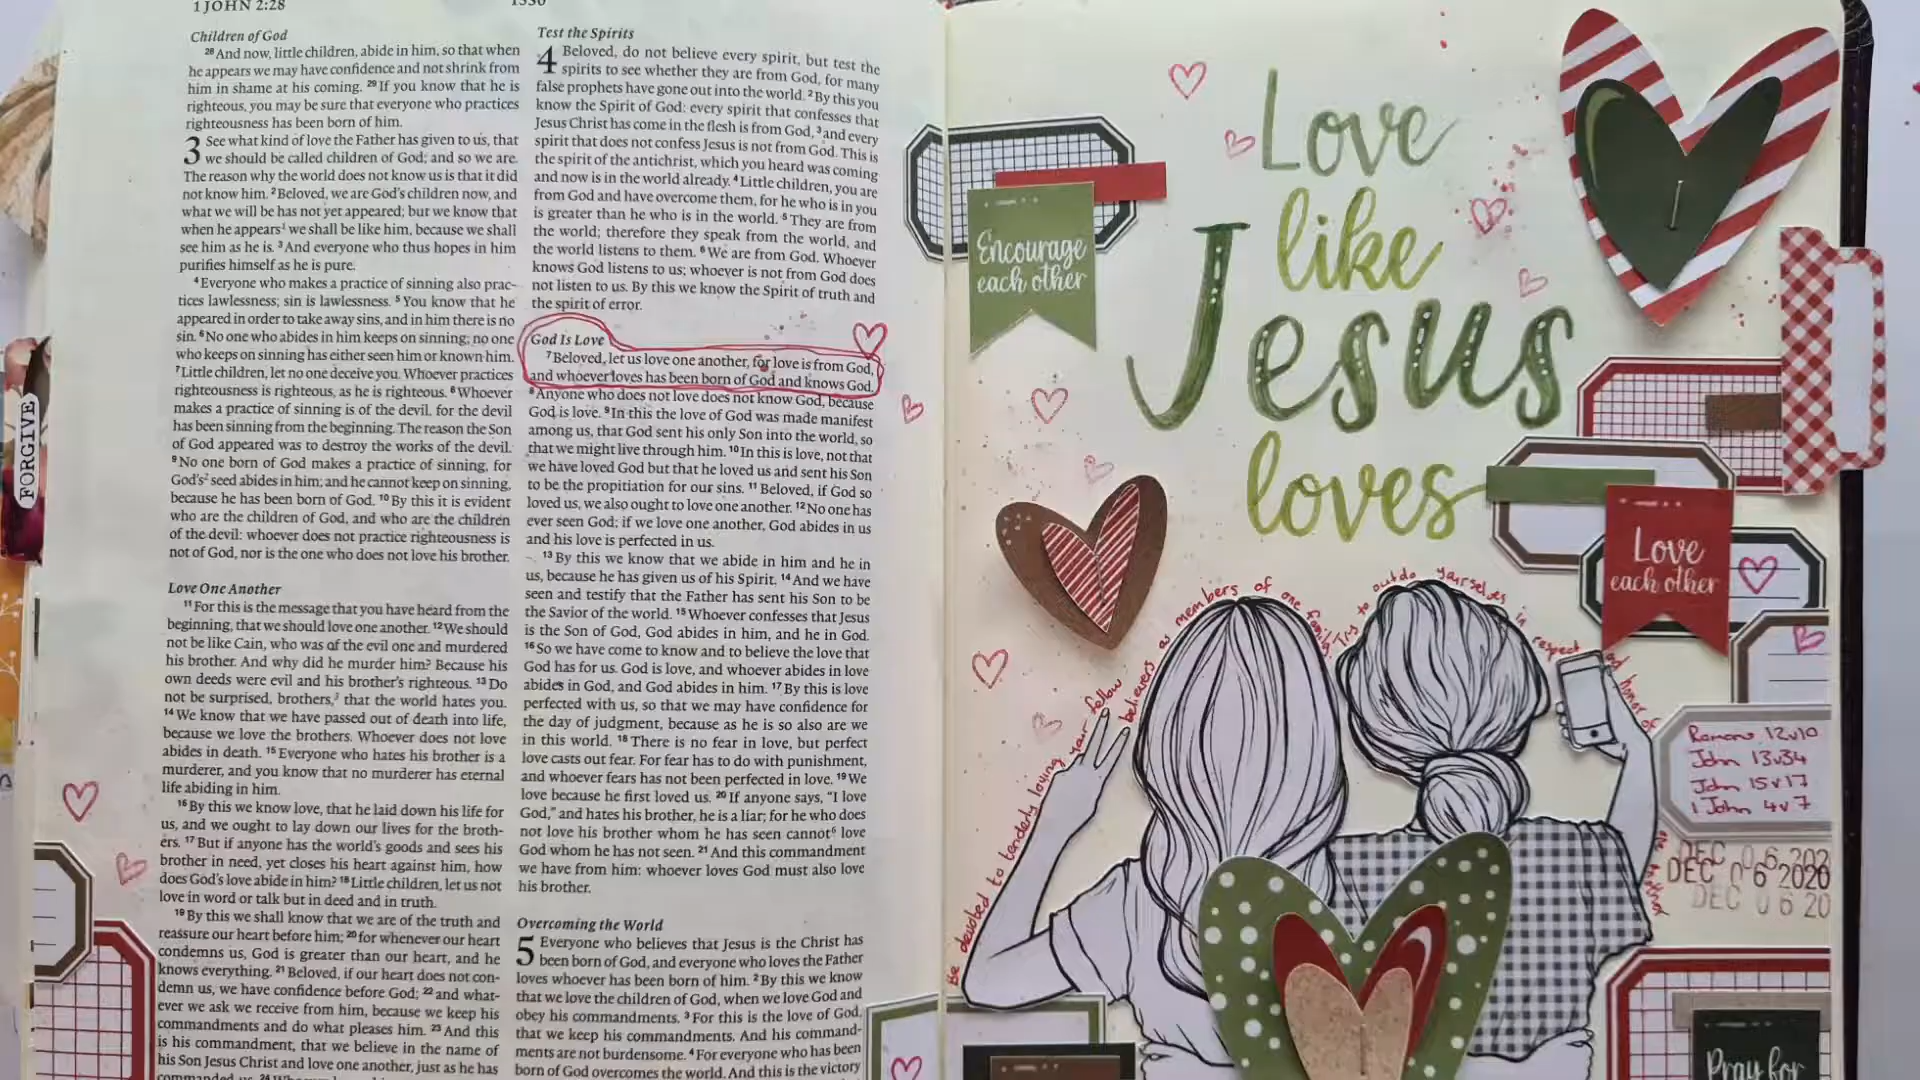 1 JOHN 2:28
1336
Children of God
28 And now, little children, abide in him, so that when
he appears we may have confidence and not shrink from
him in shame at his coming. 29 If you know that he is
righteous, you may be sure that everyone who practices
righteousness has been born of him.
3 See what kind of love the Father has given to us, that
we should be called children of God; and so we are.
The reason why the world does not know us is that it did
not know him. 2 Beloved, we are God's children now, and
what we will be has not yet appeared; but we know that
when he appears1 we shall be like him, because we shall
see him as he is. 3 And everyone who thus hopes in him
purifies himself as he is pure.
4 Everyone who makes a practice of sinning also prac-
tices lawlessness; sin is lawlessness. 5 You know that he
appeared in order to take away sins, and in him there is no
sin. 6 No one who abides in him keeps on sinning; no one
who keeps on sinning has either seen him or known him.
7 Little children, let no one deceive you. Whoever practices
righteousness is righteous, as he is righteous. 8 Whoever
makes a practice of sinning is of the devil, for the devil
has been sinning from the beginning. The reason the Son
of God appeared was to destroy the works of the devil.
9 No one born of God makes a practice of sinning, for
God's2 seed abides in him; and he cannot keep on sinning,
because he has been born of God. 10 By this it is evident
who are the children of God, and who are the children
of the devil: whoever does not practice righteousness is
not of God, nor is the one who does not love his brother.
Love One Another
11 For this is the message that you have heard from the
beginning, that we should love one another. 12 We should
not be like Cain, who was of the evil one and murdered
his brother. And why did he murder him? Because his
own deeds were evil and his brother's righteous. 13 Do
not be surprised, brothers,3 that the world hates you.
14 We know that we have passed out of death into life,
because we love the brothers. Whoever does not love
abides in death. 15 Everyone who hates his brother is a
murderer, and you know that no murderer has eternal
life abiding in him.
16 By this we know love, that he laid down his life for
us, and we ought to lay down our lives for the broth-
ers. 17 But if anyone has the world's goods and sees his
brother in need, yet closes his heart against him, how
does God's love abide in him? 18 Little children, let us not
love in word or talk but in deed and in truth.
19 By this we shall know that we are of the truth and
reassure our heart before him; 20 for whenever our heart
condemns us, God is greater than our heart, and he
knows everything. 21 Beloved, if our heart does not con-
demn us, we have confidence before God; 22 and what-
ever we ask we receive from him, because we keep his
commandments and do what pleases him. 23 And this
is his commandment, that we believe in the name of
his Son Jesus Christ and love one another, just as he has
commanded us. 24
Test the Spirits
4 Beloved, do not believe every spirit, but test the
spirits to see whether they are from God, for many
false prophets have gone out into the world. 2 By this you
know the Spirit of God: every spirit that confesses that
Jesus Christ has come in the flesh is from God, 3 and every
spirit that does not confess Jesus is not from God. This is
the spirit of the antichrist, which you heard was coming
and now is in the world already. 4 Little children, you are
from God and have overcome them, for he who is in you
is greater than he who is in the world. 5 They are from
the world; therefore they speak from the world, and
the world listens to them. 6 We are from God. Whoever
knows God listens to us; whoever is not from God does
not listen to us. By this we know the Spirit of truth and
the spirit of error.
God Is Love
7 Beloved, let us love one another, for love is from God,
and whoever loves has been born of God and knows God.
8 Anyone who does not love does not know God, because
God is love. 9 In this the love of God was made manifest
among us, that God sent his only Son into the world, so
that we might live through him. 10 In this is love, not that
we have loved God but that he loved us and sent his Son
to be the propitiation for our sins. 11 Beloved, if God so
loved us, we also ought to love one another. 12 No one has
ever seen God; if we love one another, God abides in us
and his love is perfected in us.
13 By this we know that we abide in him and he in
us, because he has given us of his Spirit. 14 And we have
seen and testify that the Father has sent his Son to be
the Savior of the world. 15 Whoever confesses that Jesus
is the Son of God, God abides in him, and he in God.
16 So we have come to know and to believe the love that
God has for us. God is love, and whoever abides in love
abides in God, and God abides in him. 17 By this is love
perfected with us, so that we may have confidence for
the day of judgment, because as he is so also are we
in this world. 18 There is no fear in love, but perfect
love casts out fear. For fear has to do with punishment,
and whoever fears has not been perfected in love. 19 We
love because he first loved us. 20 If anyone says, "I love
God," and hates his brother, he is a liar; for he who does
not love his brother whom he has seen cannot6 love
God whom he has not seen. 21 And this commandment
we have from him: whoever loves God must also love
his brother.
Overcoming the World
5 Everyone who believes that Jesus is the Christ has
been born of God, and everyone who loves the Father
loves whoever has been born of him. 2 By this we know
that we love the children of God, when we love God and
obey his commandments. 3 For this is the love of God,
that we keep his commandments. And his command-
ments are not burdensome. 4 For everyone who has been
born of God overcomes the world. And this is the victory
FORGIVE
Love
like
Jesus
loves
Encourage
each other
Love
each other
Be devoted to tenderly loving your fellow believers as members of one family. Try to outdo yourselves in respect and honor of one another
Romans 12v10
John 13v34
John 15v17
1 John 4v7
DEC 06 202
DEC 06 2020
DEC 06 20
Pray for